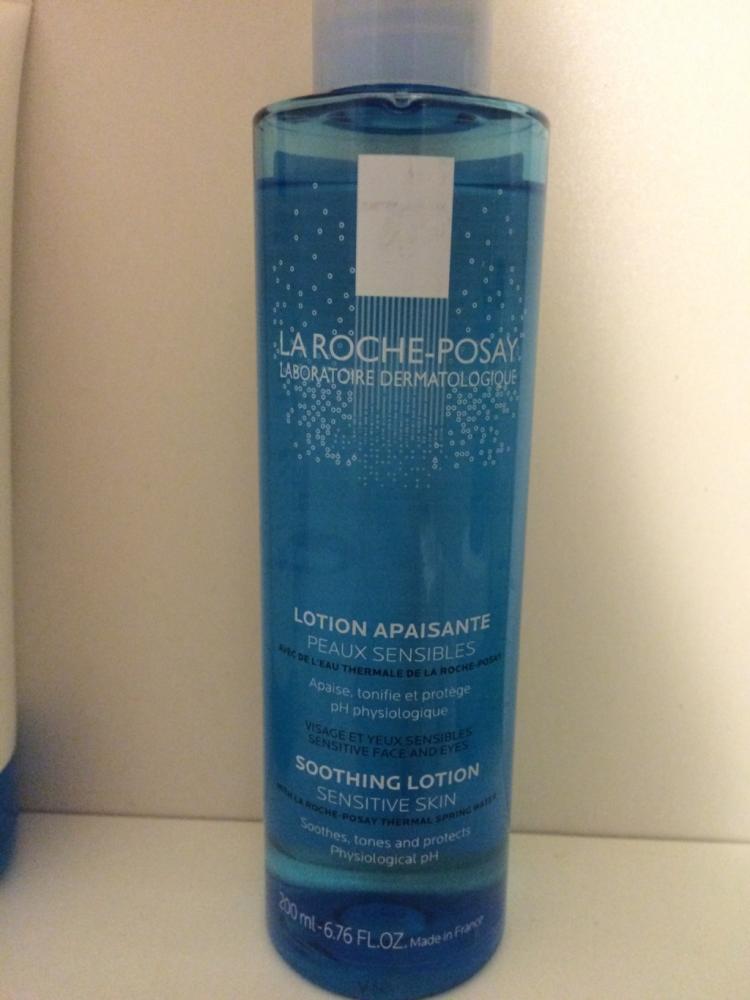 LA ROCHE-POSAY
LABORATOIRE DERMATOLOGIQUE
LOTION APAISANTE
PEAUX SENSIBLES
AVEC DE L'EAU THERMALE DE LA ROCHE-POSAY
Apaise, tonifie et protège
pH physiologique
VISAGE ET YEUX SENSIBLES
SENSITIVE FACE AND EYES
SOOTHING LOTION
SENSITIVE SKIN
WITH LA ROCHE-POSAY THERMAL SPRING WATER
Soothes, tones and protects
Physiological pH
200 ml - 6.76 FL.OZ. Made in France